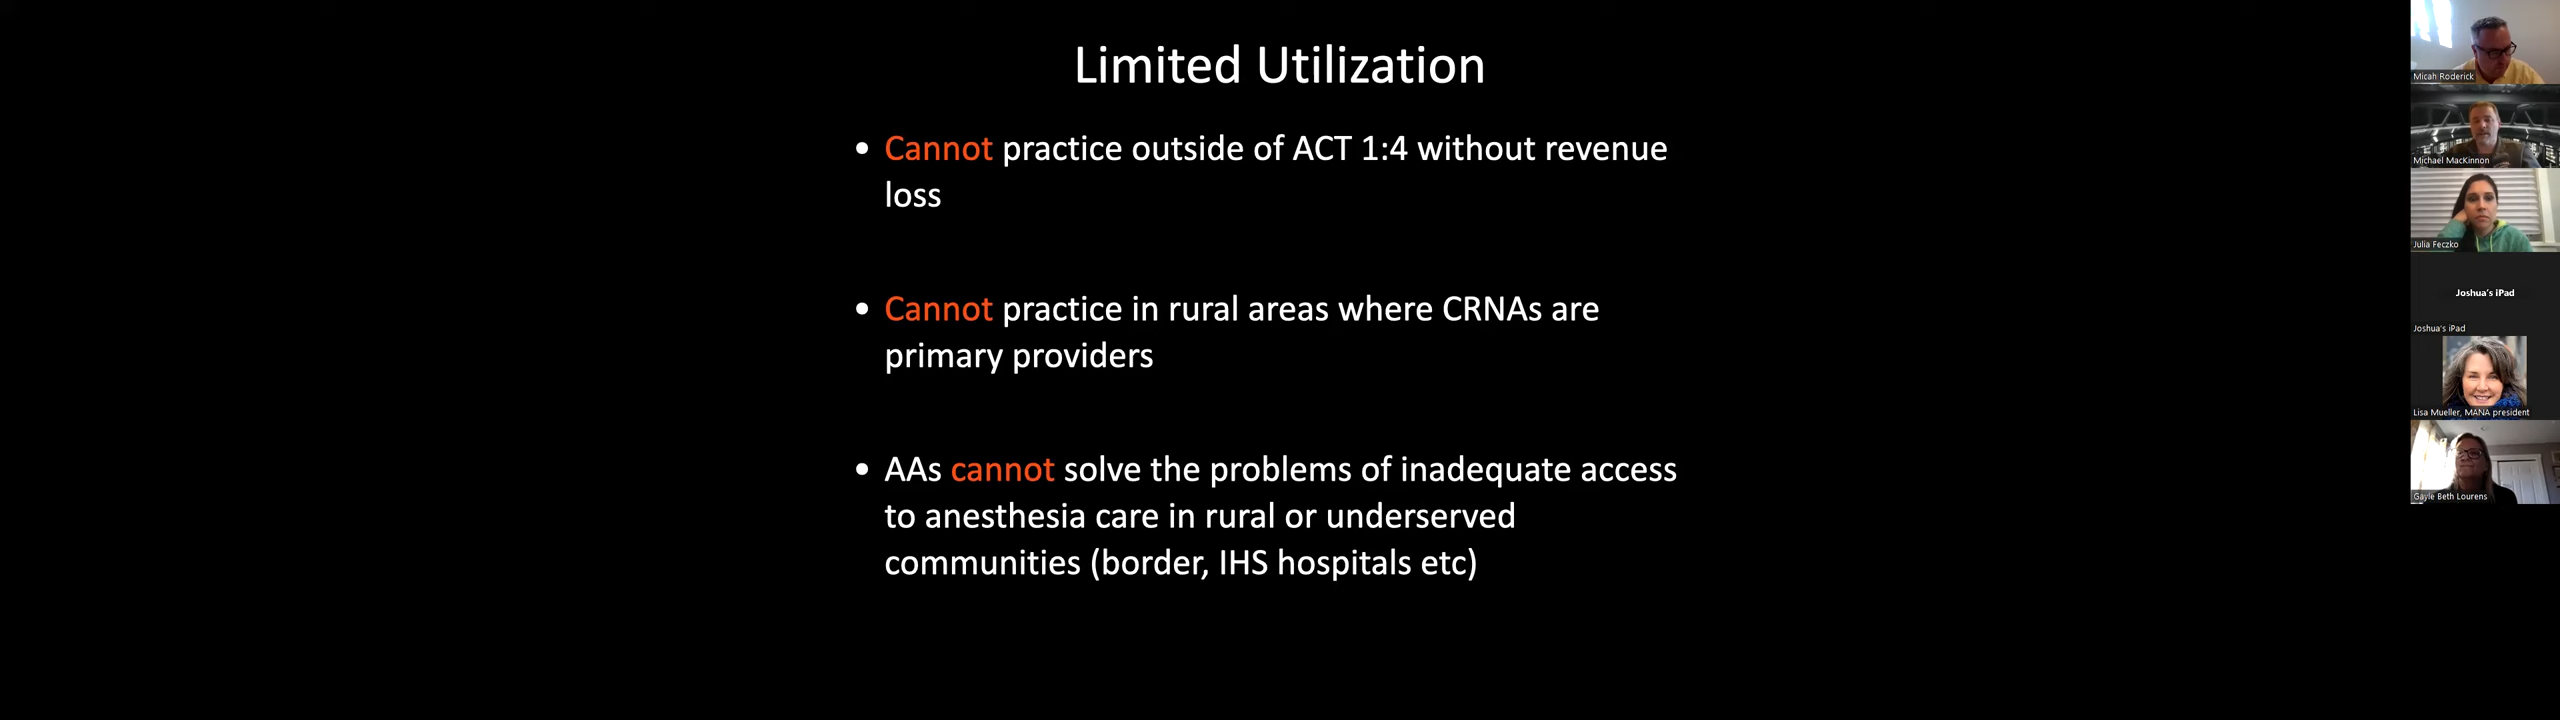 Limited Utilization
• Cannot practice outside of ACT 1:4 without revenue
loss
• Cannot practice in rural areas where CRNAs are
primary providers
• AAs cannot solve the problems of inadequate access
to anesthesia care in rural or underserved
communities (border, IHS hospitals etc)
Micah Roderick
Michael MacKinnon
Julia Feczko
Joshua's iPad
Joshua's iPad
Lisa Mueller, MANA president
Gayle Beth Lourens